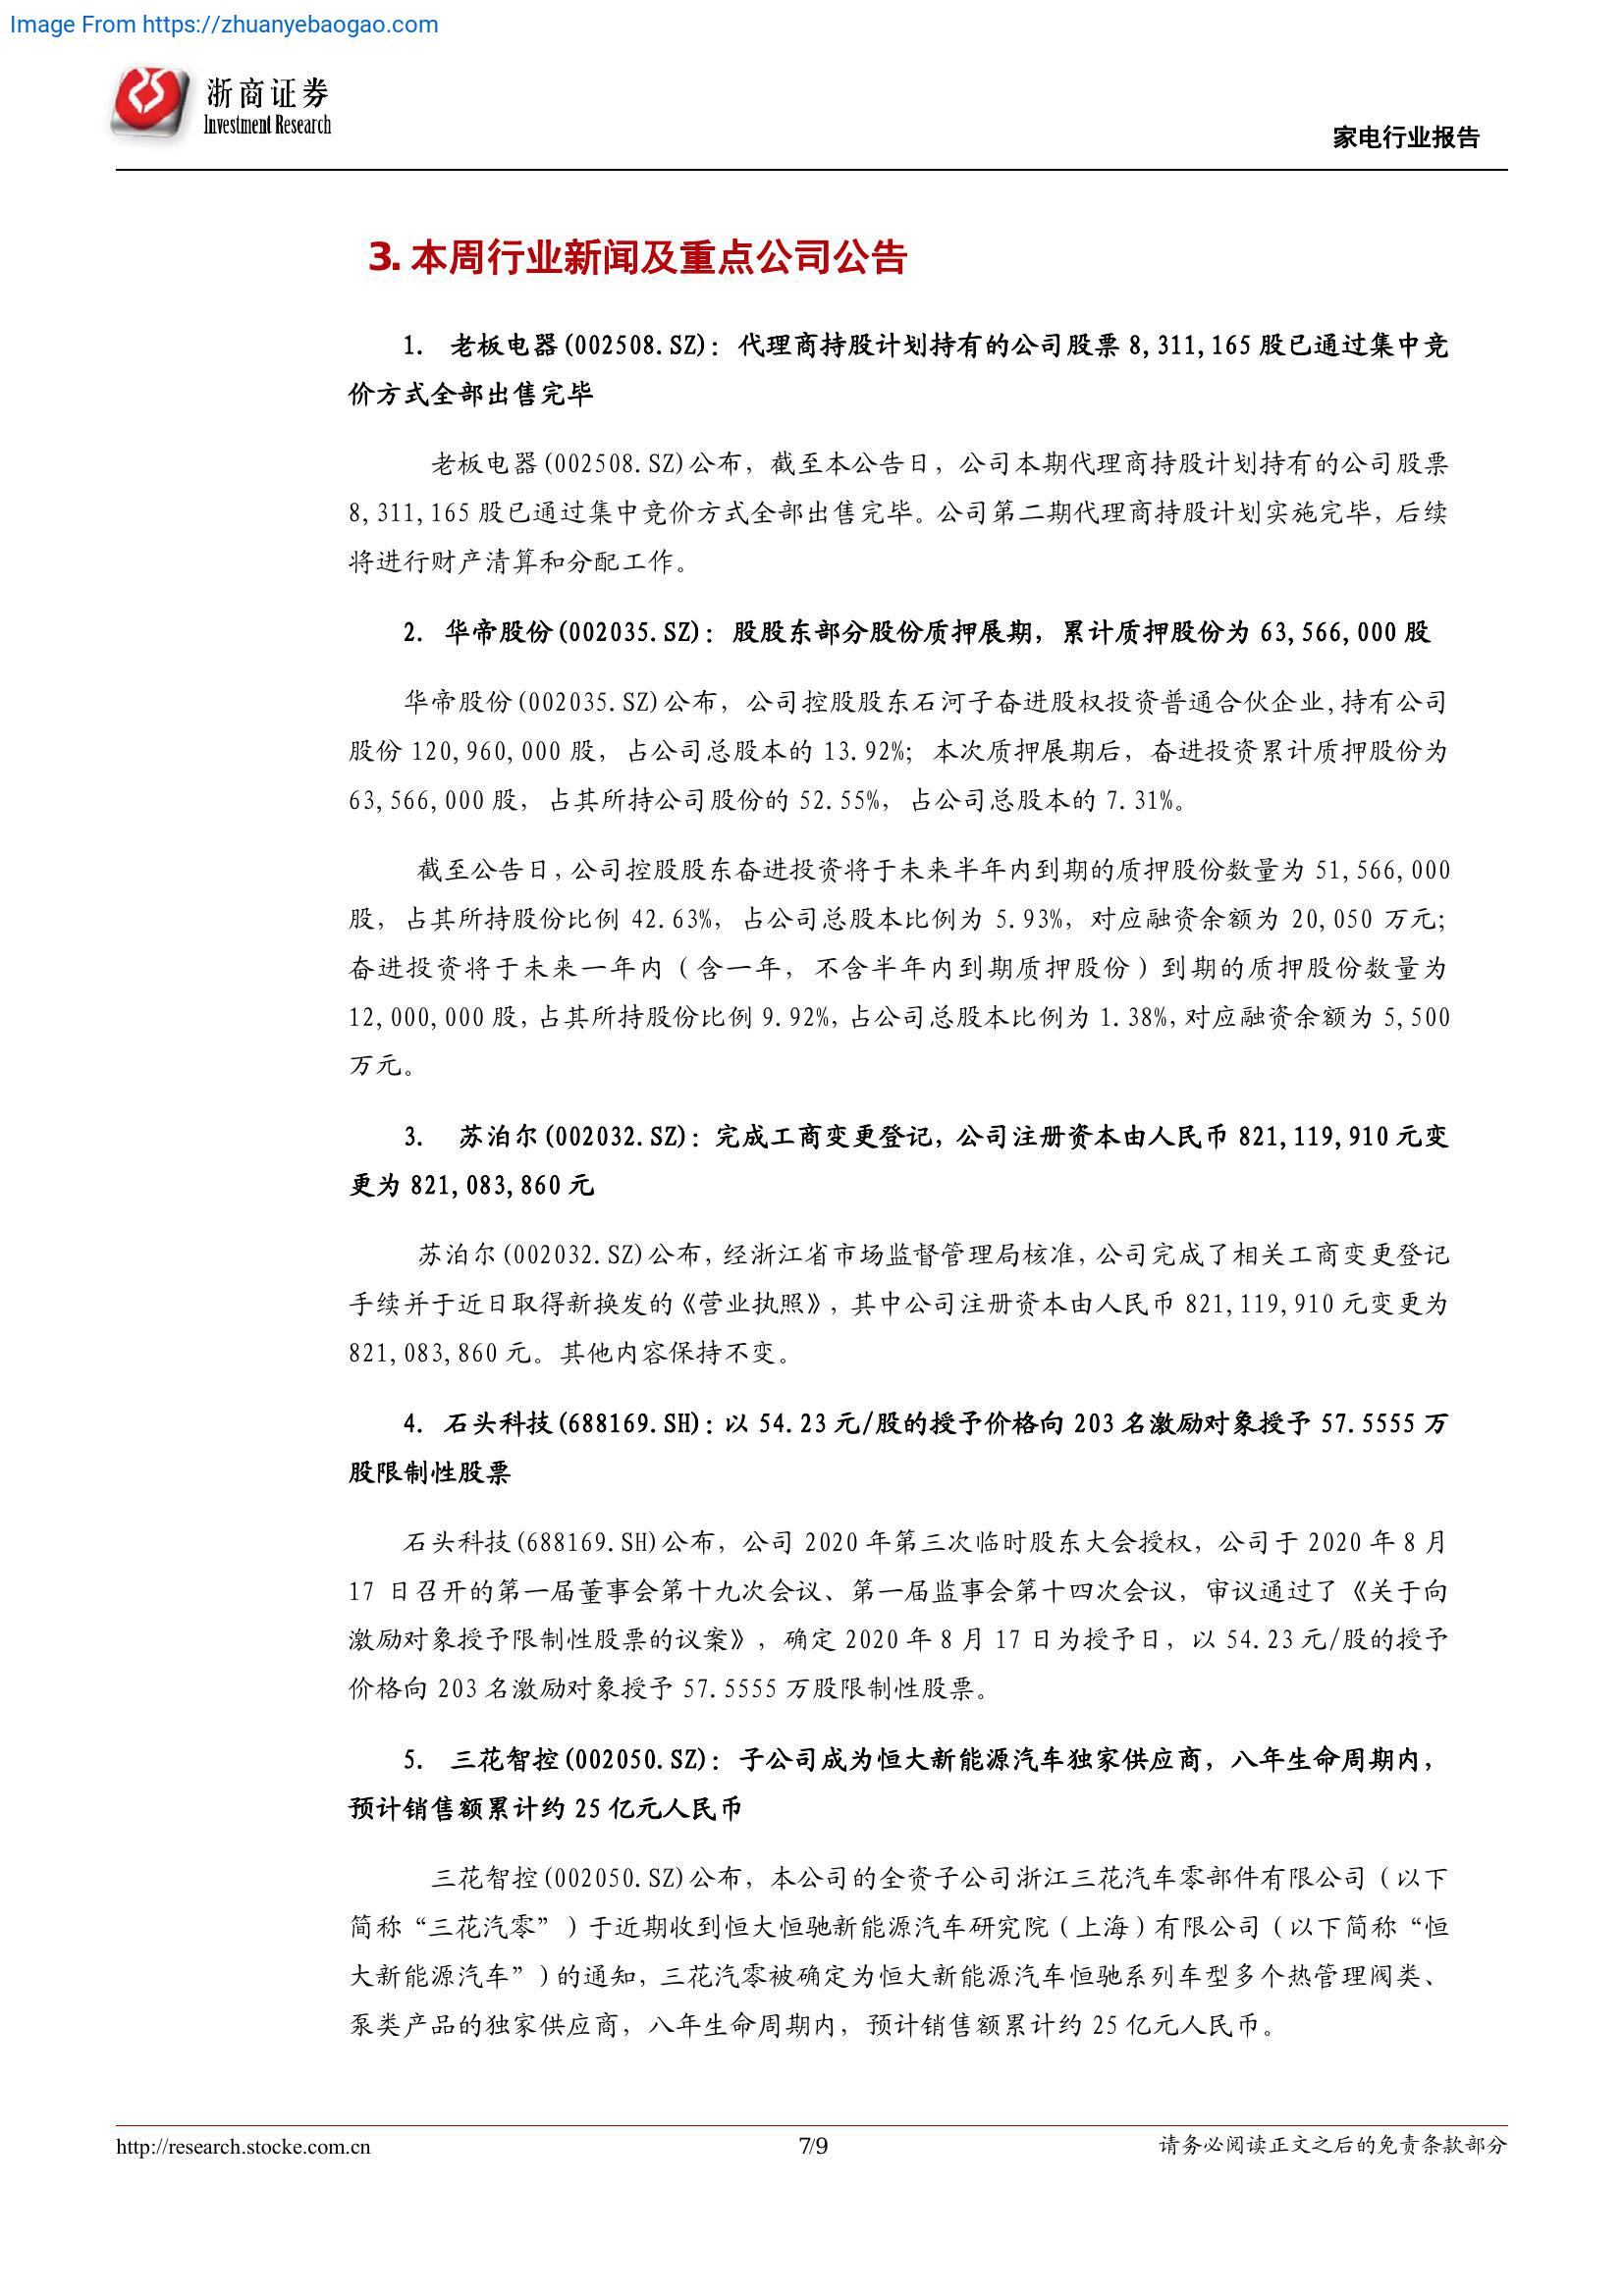 Image From https://zhuanyebaogao.com
浙商证券
Investment Research
家电行业报告
3. 本周行业新闻及重点公司公告
1. 老板电器(002508.SZ)：代理商持股计划持有的公司股票 8,311,165 股已通过集中竞
价方式全部出售完毕
老板电器(002508.SZ)公布，截至本公告日，公司本期代理商持股计划持有的公司股票
8,311,165 股已通过集中竞价方式全部出售完毕。公司第二期代理商持股计划实施完毕，后续
将进行财产清算和分配工作。
2. 华帝股份(002035.SZ)：股股东部分股份质押展期，累计质押股份为 63,566,000 股
华帝股份(002035.SZ)公布，公司控股股东石河子奋进股权投资普通合伙企业,持有公司
股份 120,960,000 股，占公司总股本的 13.92%；本次质押展期后，奋进投资累计质押股份为
63,566,000 股，占其所持公司股份的 52.55%，占公司总股本的 7.31%。
截至公告日，公司控股股东奋进投资将于未来半年内到期的质押股份数量为 51,566,000
股，占其所持股份比例 42.63%，占公司总股本比例为 5.93%，对应融资余额为 20,050 万元；
奋进投资将于未来一年内（含一年，不含半年内到期质押股份）到期的质押股份数量为
12,000,000 股，占其所持股份比例 9.92%，占公司总股本比例为 1.38%，对应融资余额为 5,500
万元。
3. 苏泊尔(002032.SZ)：完成工商变更登记，公司注册资本由人民币 821,119,910 元变
更为 821,083,860 元
苏泊尔(002032.SZ)公布，经浙江省市场监督管理局核准，公司完成了相关工商变更登记
手续并于近日取得新换发的《营业执照》，其中公司注册资本由人民币 821,119,910 元变更为
821,083,860 元。其他内容保持不变。
4. 石头科技(688169.SH)：以 54.23 元/股的授予价格向 203 名激励对象授予 57.5555 万
股限制性股票
石头科技(688169.SH)公布，公司 2020 年第三次临时股东大会授权，公司于 2020 年 8 月
17 日召开的第一届董事会第十九次会议、第一届监事会第十四次会议，审议通过了《关于向
激励对象授予限制性股票的议案》，确定 2020 年 8 月 17 日为授予日，以 54.23 元/股的授予
价格向 203 名激励对象授予 57.5555 万股限制性股票。
5. 三花智控(002050.SZ)：子公司成为恒大新能源汽车独家供应商，八年生命周期内，
预计销售额累计约 25 亿元人民币
三花智控(002050.SZ)公布，本公司的全资子公司浙江三花汽车零部件有限公司（以下
简称“三花汽零”）于近期收到恒大恒驰新能源汽车研究院（上海）有限公司（以下简称“恒
大新能源汽车”）的通知，三花汽零被确定为恒大新能源汽车恒驰系列车型多个热管理阀类、
泵类产品的独家供应商，八年生命周期内，预计销售额累计约 25 亿元人民币。
http://research.stocke.com.cn
7/9
请务必阅读正文之后的免责条款部分